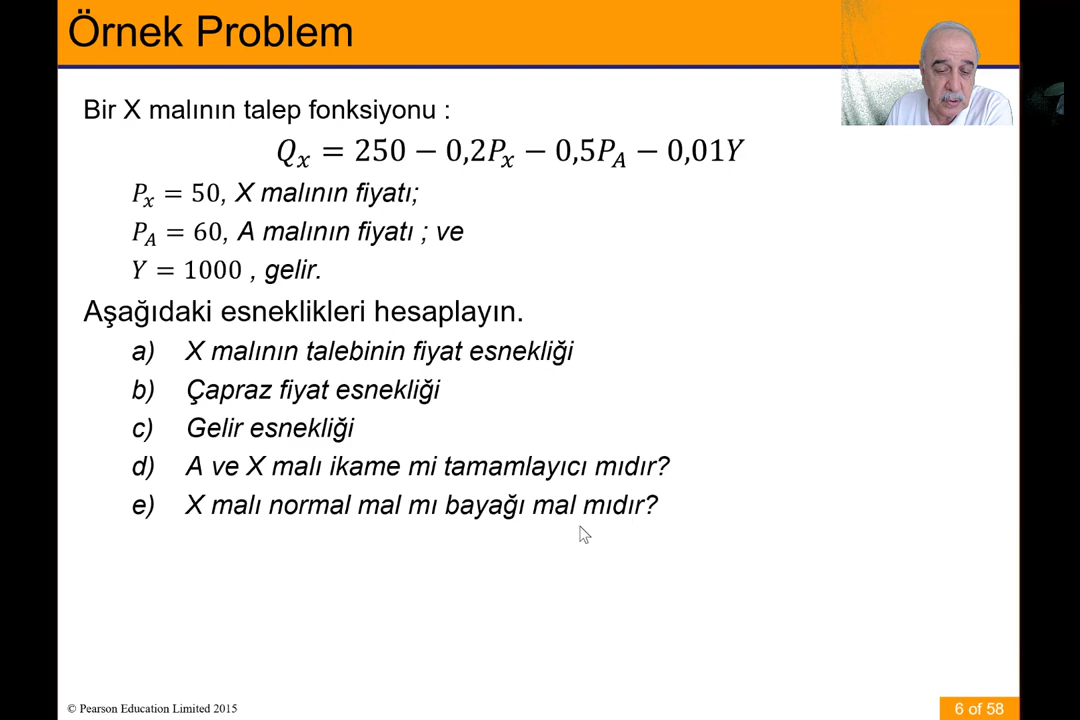 Örnek Problem
Bir X malının talep fonksiyonu :
Qₓ = 250 − 0,2Pₓ − 0,5P_A − 0,01Y
Pₓ = 50, X malının fiyatı;
P_A = 60, A malının fiyatı ; ve
Y = 1000 , gelir.
Aşağıdaki esneklikleri hesaplayın.
a) X malının talebinin fiyat esnekliği
b) Çapraz fiyat esnekliği
c) Gelir esnekliği
d) A ve X malı ikame mi tamamlayıcı mıdır?
e) X malı normal mal mı bayağı mal mıdır?
© Pearson Education Limited 2015
6 of 58